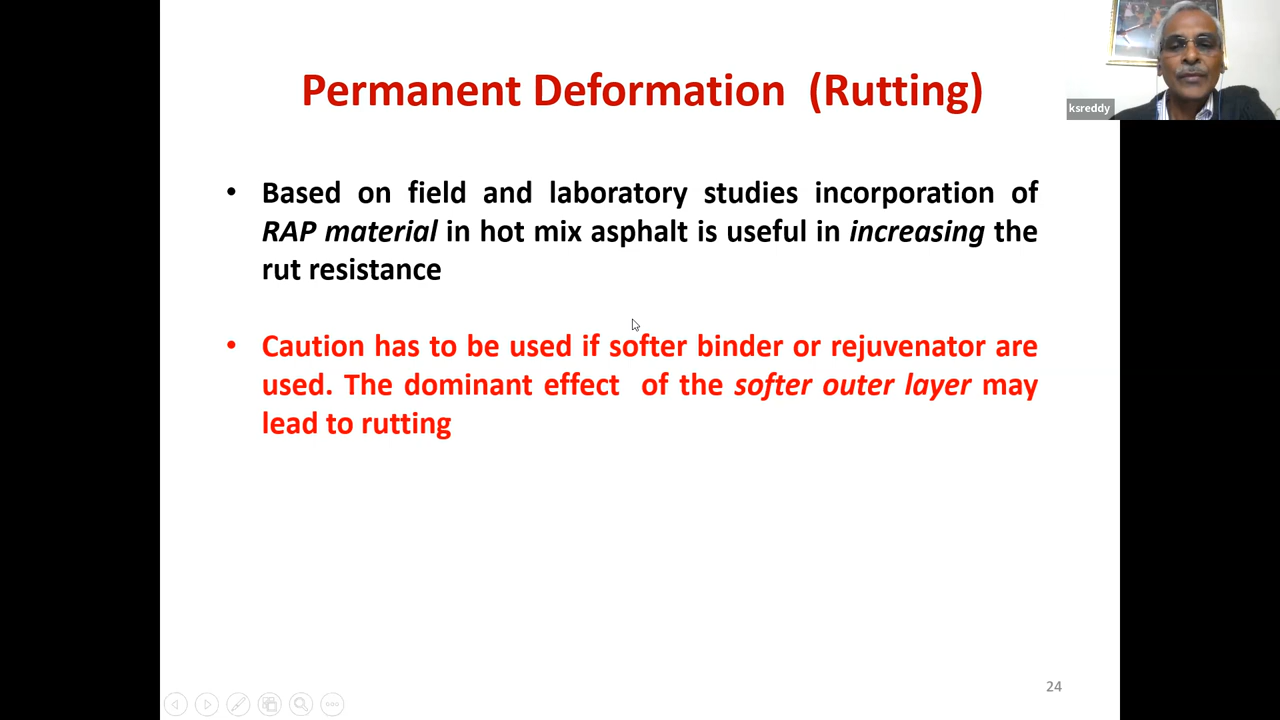 Permanent Deformation (Rutting)
ksreddy
• Based on field and laboratory studies incorporation of
RAP material in hot mix asphalt is useful in increasing the
rut resistance
• Caution has to be used if softer binder or rejuvenator are
used. The dominant effect of the softer outer layer may
lead to rutting
24